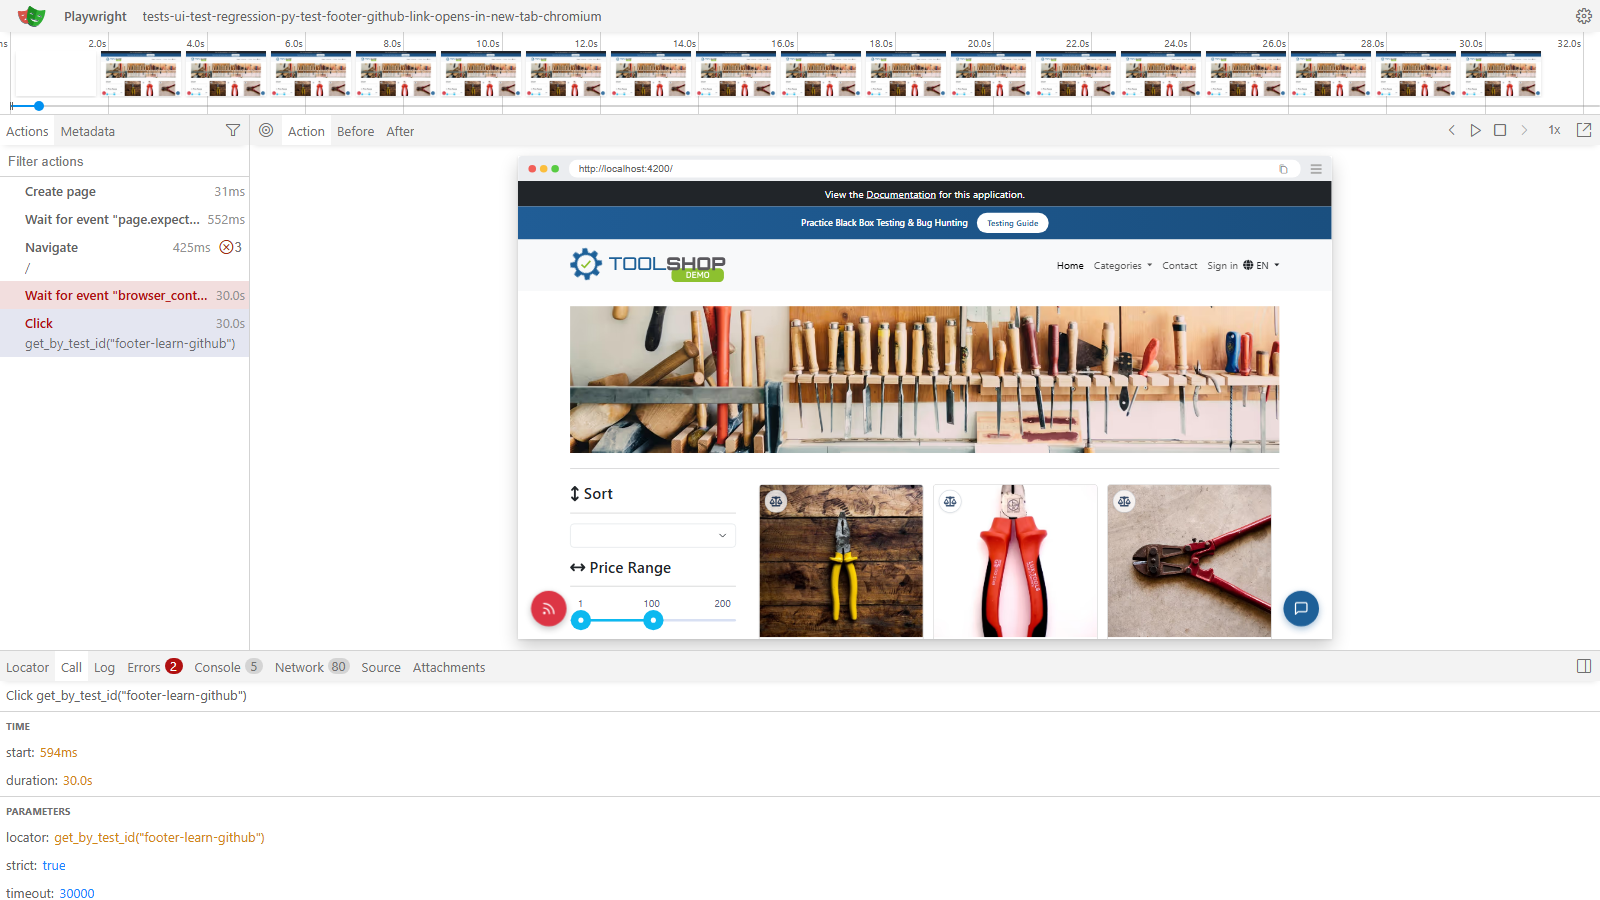 Playwright tests-ui-test-regression-py-test-footer-github-link-opens-in-new-tab-chromium
ms 2.0s 4.0s 6.0s 8.0s 10.0s 12.0s 14.0s 16.0s 18.0s 20.0s 22.0s 24.0s 26.0s 28.0s 30.0s 32.0s
Actions Metadata
Action Before After
1x
Filter actions
Create page 31ms
Wait for event "page.expect... 552ms
Navigate 425ms 3
/
Wait for event "browser_cont... 30.0s
Click 30.0s
get_by_test_id("footer-learn-github")
http://localhost:4200/
View the Documentation for this application.
Practice Black Box Testing & Bug Hunting Testing Guide
TOOLSHOP
DEMO
Home Categories Contact Sign in EN
Sort
Price Range
1 100 200
Locator Call Log Errors 2 Console 5 Network 80 Source Attachments
Click get_by_test_id("footer-learn-github")
TIME
start: 594ms
duration: 30.0s
PARAMETERS
locator: get_by_test_id("footer-learn-github")
strict: true
timeout: 30000